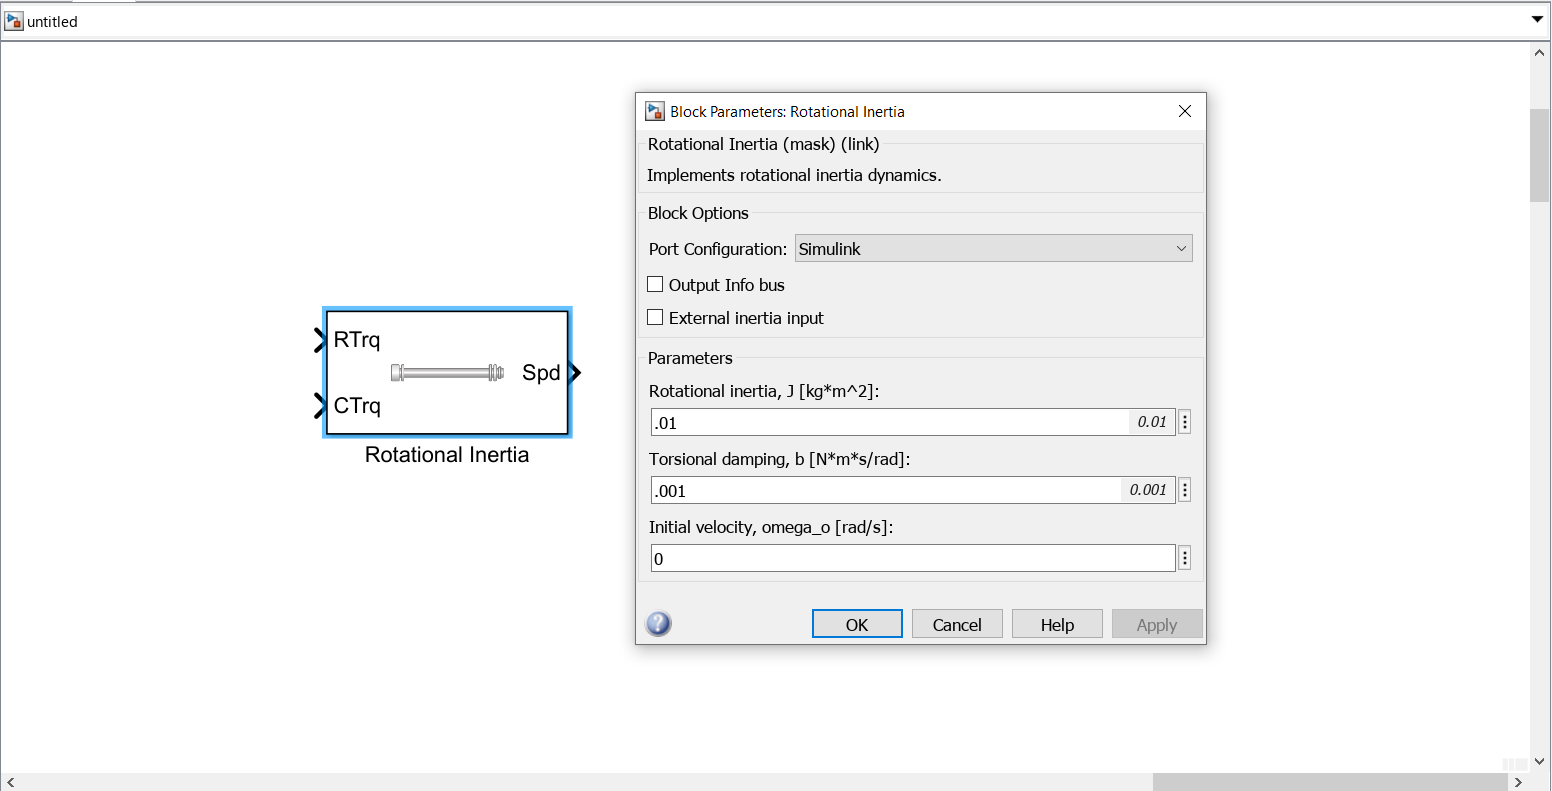 untitled
RTrq
Spd
CTrq
Rotational Inertia
Block Parameters: Rotational Inertia
Rotational Inertia (mask) (link)
Implements rotational inertia dynamics.
Block Options
Port Configuration: Simulink
Output Info bus
External inertia input
Parameters
Rotational inertia, J [kg*m^2]:
.01 0.01
Torsional damping, b [N*m*s/rad]:
.001 0.001
Initial velocity, omega_o [rad/s]:
0
? OK Cancel Help Apply